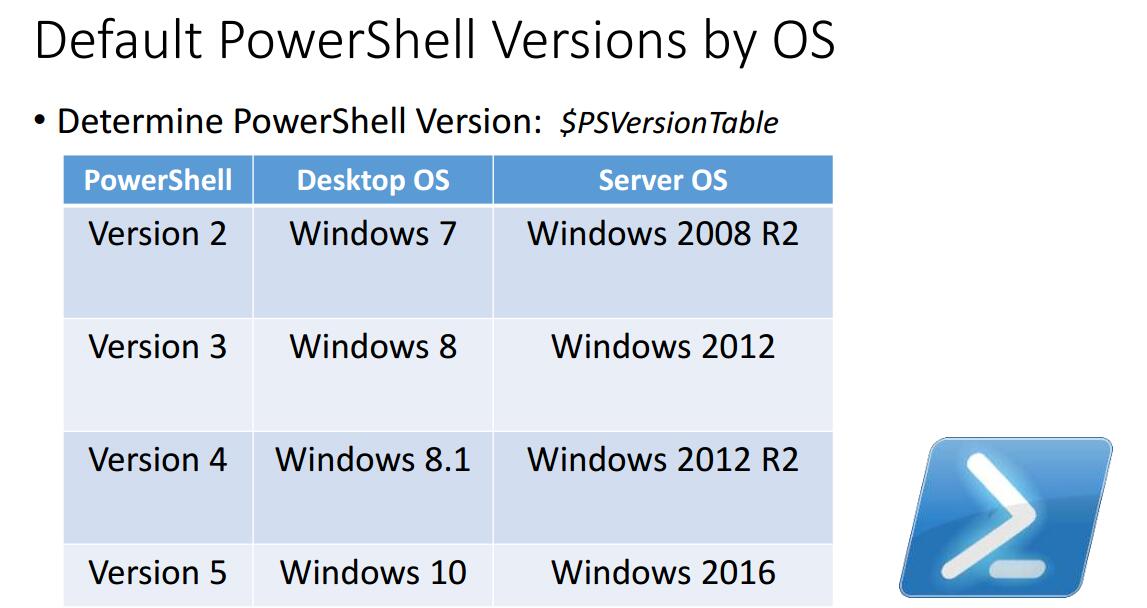 Default PowerShell Versions by OS
• Determine PowerShell Version: $PSVersionTable
PowerShell Desktop OS Server OS
Version 2 Windows 7 Windows 2008 R2
Version 3 Windows 8 Windows 2012
Version 4 Windows 8.1 Windows 2012 R2
Version 5 Windows 10 Windows 2016